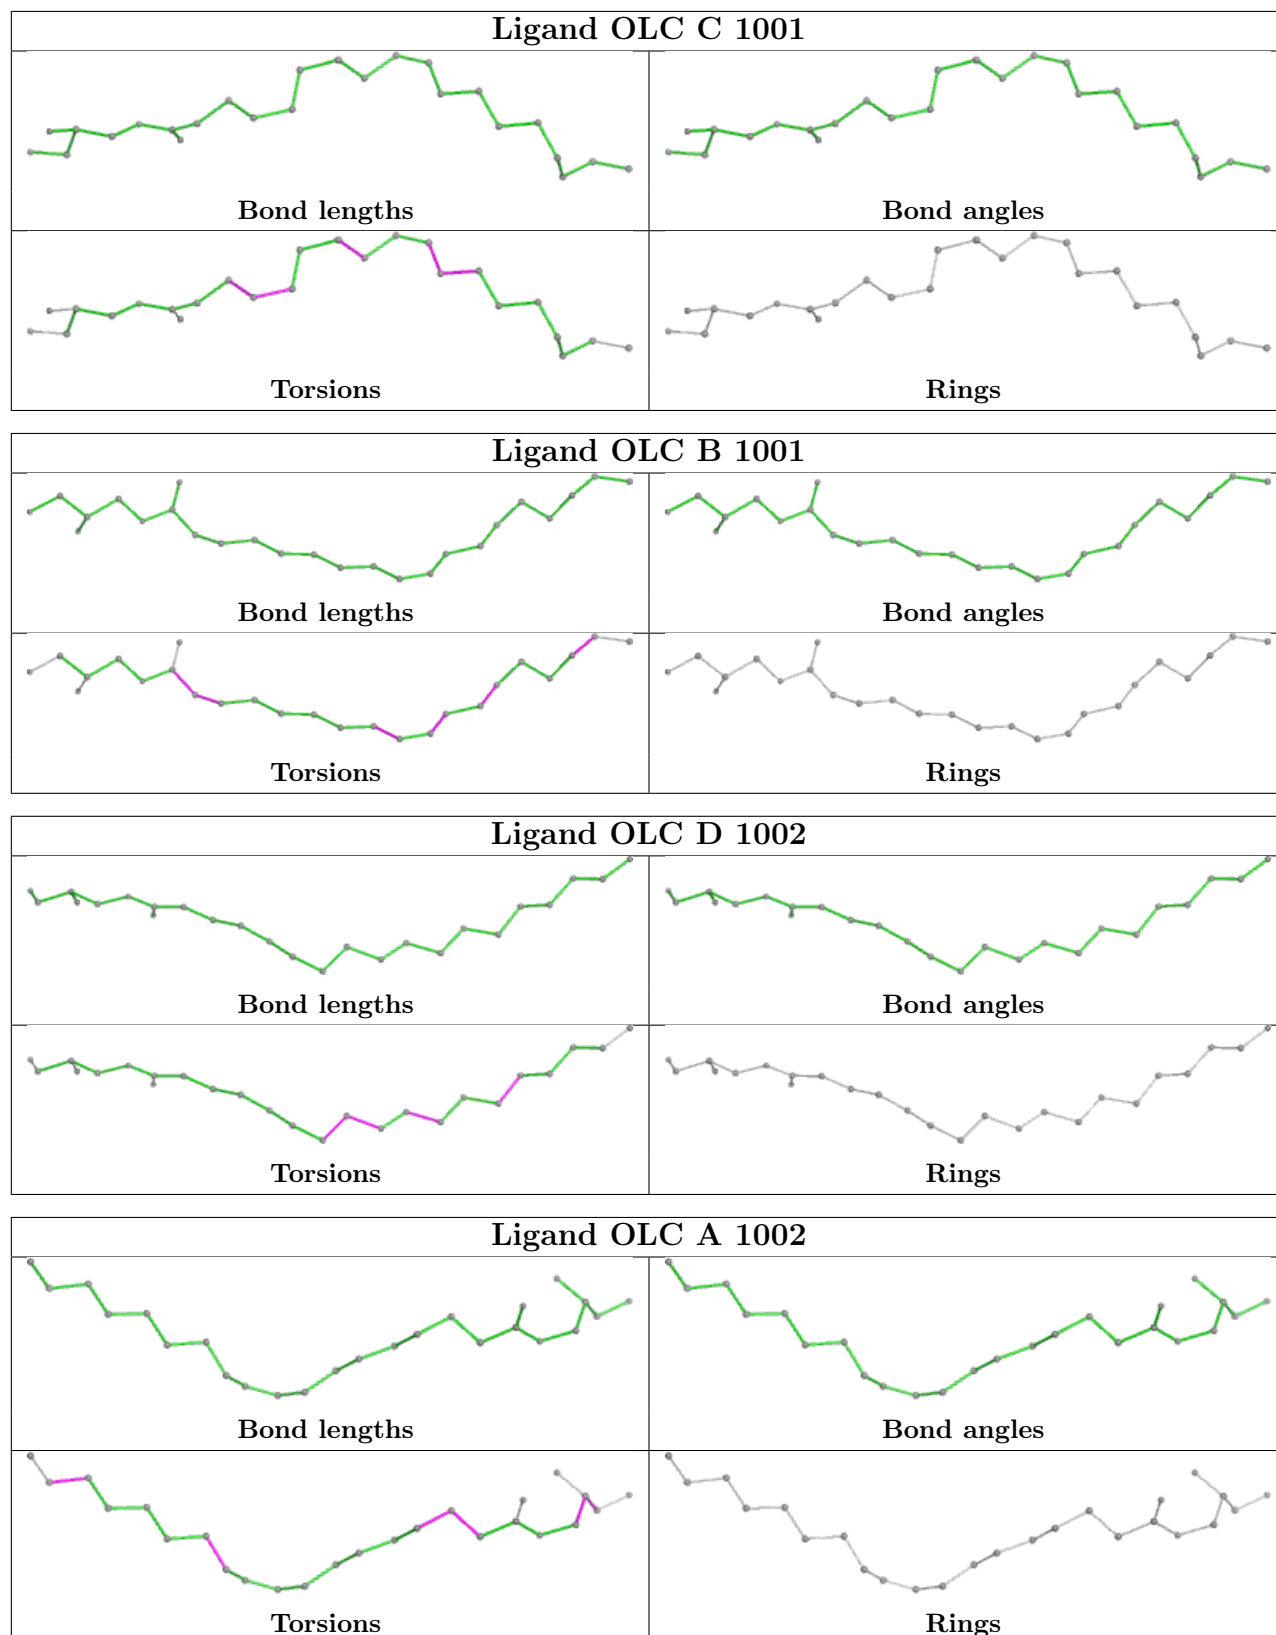 Ligand OLC C 1001
Bond lengths
Bond angles
Torsions
Rings
Ligand OLC B 1001
Bond lengths
Bond angles
Torsions
Rings
Ligand OLC D 1002
Bond lengths
Bond angles
Torsions
Rings
Ligand OLC A 1002
Bond lengths
Bond angles
Torsions
Rings